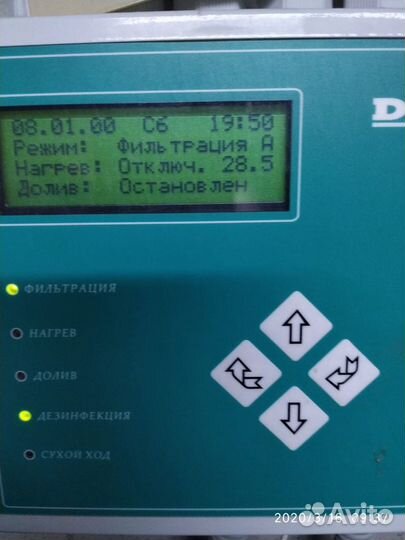 08.01.00 Сб 19:50
Режим: Фильтрация А
Нагрев: Отключ. 28.5
Долив: Остановлен
ФИЛЬТРАЦИЯ
НАГРЕВ
ДОЛИВ
ДЕЗИНФЕКЦИЯ
СУХОЙ ХОД
Avito